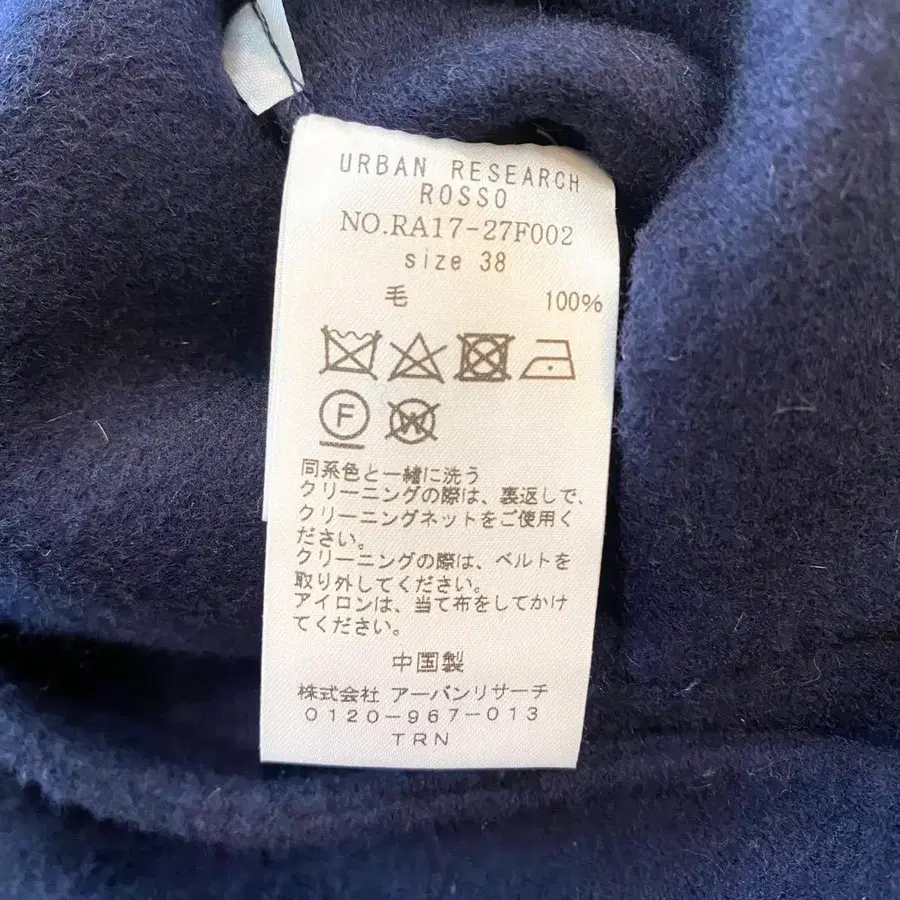 URBAN RESEARCH
ROSSO
NO.RA17-27F002
size 38
毛 100%
F W
同系色と一緒に洗う
クリーニングの際は、裏返しで、
クリーニングネットをご使用く
ださい。
クリーニングの際は、ベルトを
取り外してください。
アイロンは、当て布をしてかけ
てください。
中国製
株式会社 アーバンリサーチ
0120-967-013
TRN